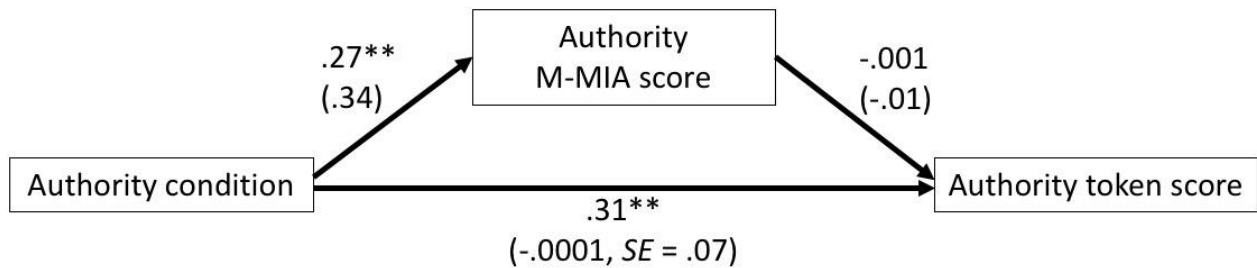 Authority
M-MIA score
.27**
(.34)
-.001
(-.01)
Authority condition
Authority token score
.31**
(-.0001, SE = .07)